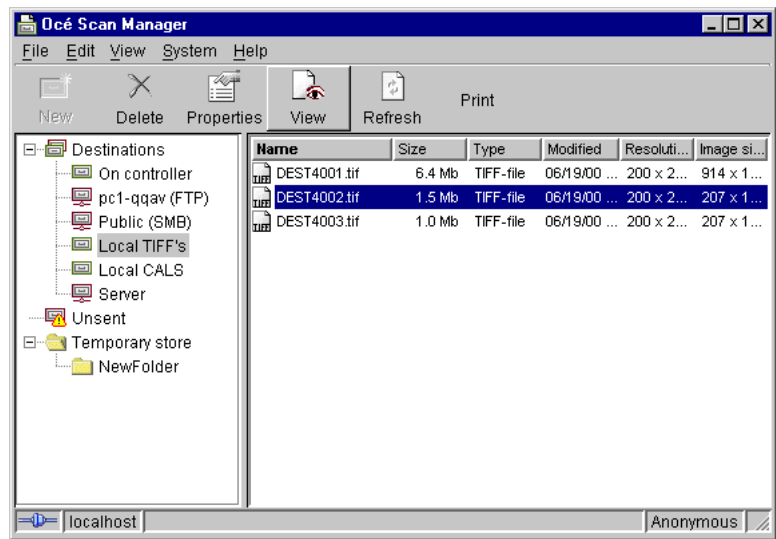 Océ Scan Manager
File Edit View System Help
New Delete Properties View Refresh Print
Destinations
On controller
pc1-qqav (FTP)
Public (SMB)
Local TIFF's
Local CALS
Server
Unsent
Temporary store
NewFolder
Name Size Type Modified Resoluti... Image si...
TIFF DEST4001.tif 6.4 Mb TIFF-file 06/19/00 ... 200 x 2... 914 x 1...
TIFF DEST4002.tif 1.5 Mb TIFF-file 06/19/00 ... 200 x 2... 207 x 1...
TIFF DEST4003.tif 1.0 Mb TIFF-file 06/19/00 ... 200 x 2... 207 x 1...
localhost Anonymous